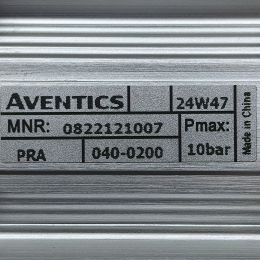 AVENTICS 24W47
MNR: 0822121007 Pmax:
PRA 040-0200 10bar
Made in China